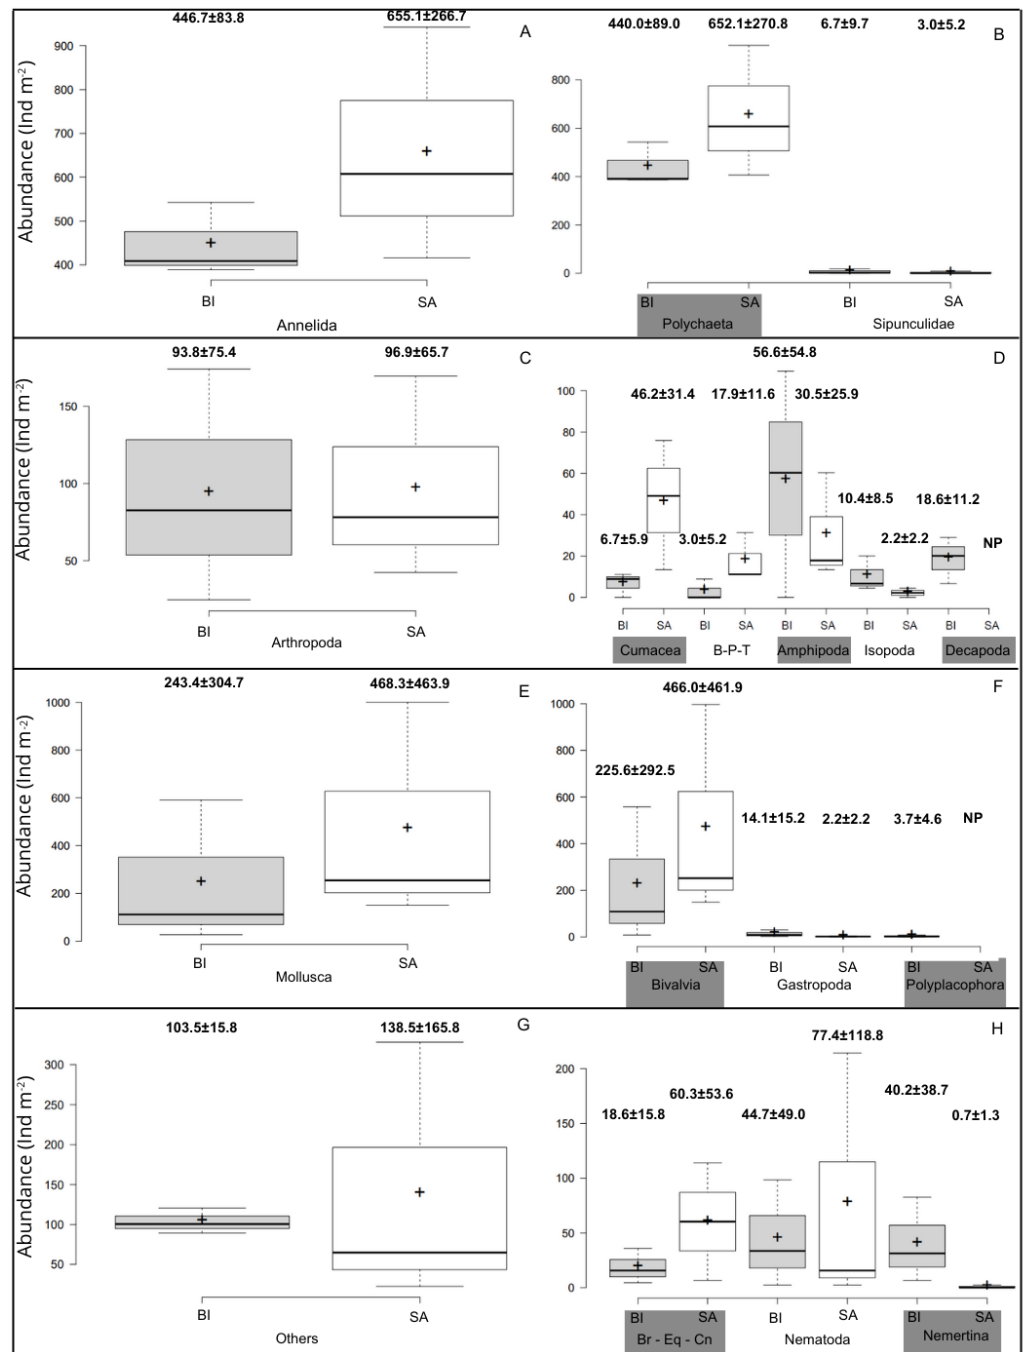 446.7±83.8 655.1±266.7 A
Abundance (Ind m-2)
900
800
700
600
500
400
BI SA
Annelida
440.0±89.0 652.1±270.8 6.7±9.7 3.0±5.2 B
800
600
400
200
0
BI SA BI SA
Polychaeta Sipunculidae
93.8±75.4 96.9±65.7 C
Abundance (Ind m-2)
150
100
50
BI SA
Arthropoda
56.6±54.8 D
46.2±31.4 17.9±11.6 30.5±25.9
10.4±8.5 18.6±11.2
6.7±5.9 3.0±5.2 2.2±2.2 NP
100
80
60
40
20
0
BI SA BI SA BI SA BI SA BI SA
Cumacea B-P-T Amphipoda Isopoda Decapoda
243.4±304.7 468.3±463.9 E
Abundance (Ind m-2)
1000
800
600
400
200
0
BI SA
Mollusca
466.0±461.9 F
225.6±292.5
14.1±15.2 2.2±2.2 3.7±4.6 NP
1000
800
600
400
200
0
BI SA BI SA BI SA
Bivalvia Gastropoda Polyplacophora
103.5±15.8 138.5±165.8 G
Abundance (Ind m-2)
300
250
200
150
100
50
BI SA
Others
77.4±118.8 H
60.3±53.6 40.2±38.7
18.6±15.8 44.7±49.0 0.7±1.3
200
150
100
50
0
BI SA BI SA BI SA
Br - Eq - Cn Nematoda Nemertina